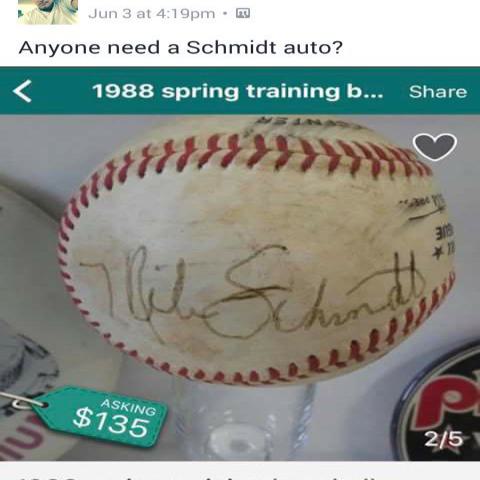 Jun 3 at 4:19pm •
Anyone need a Schmidt auto?
1988 spring training b...
Share
Mike Schmidt
ASKING
$135
2/5